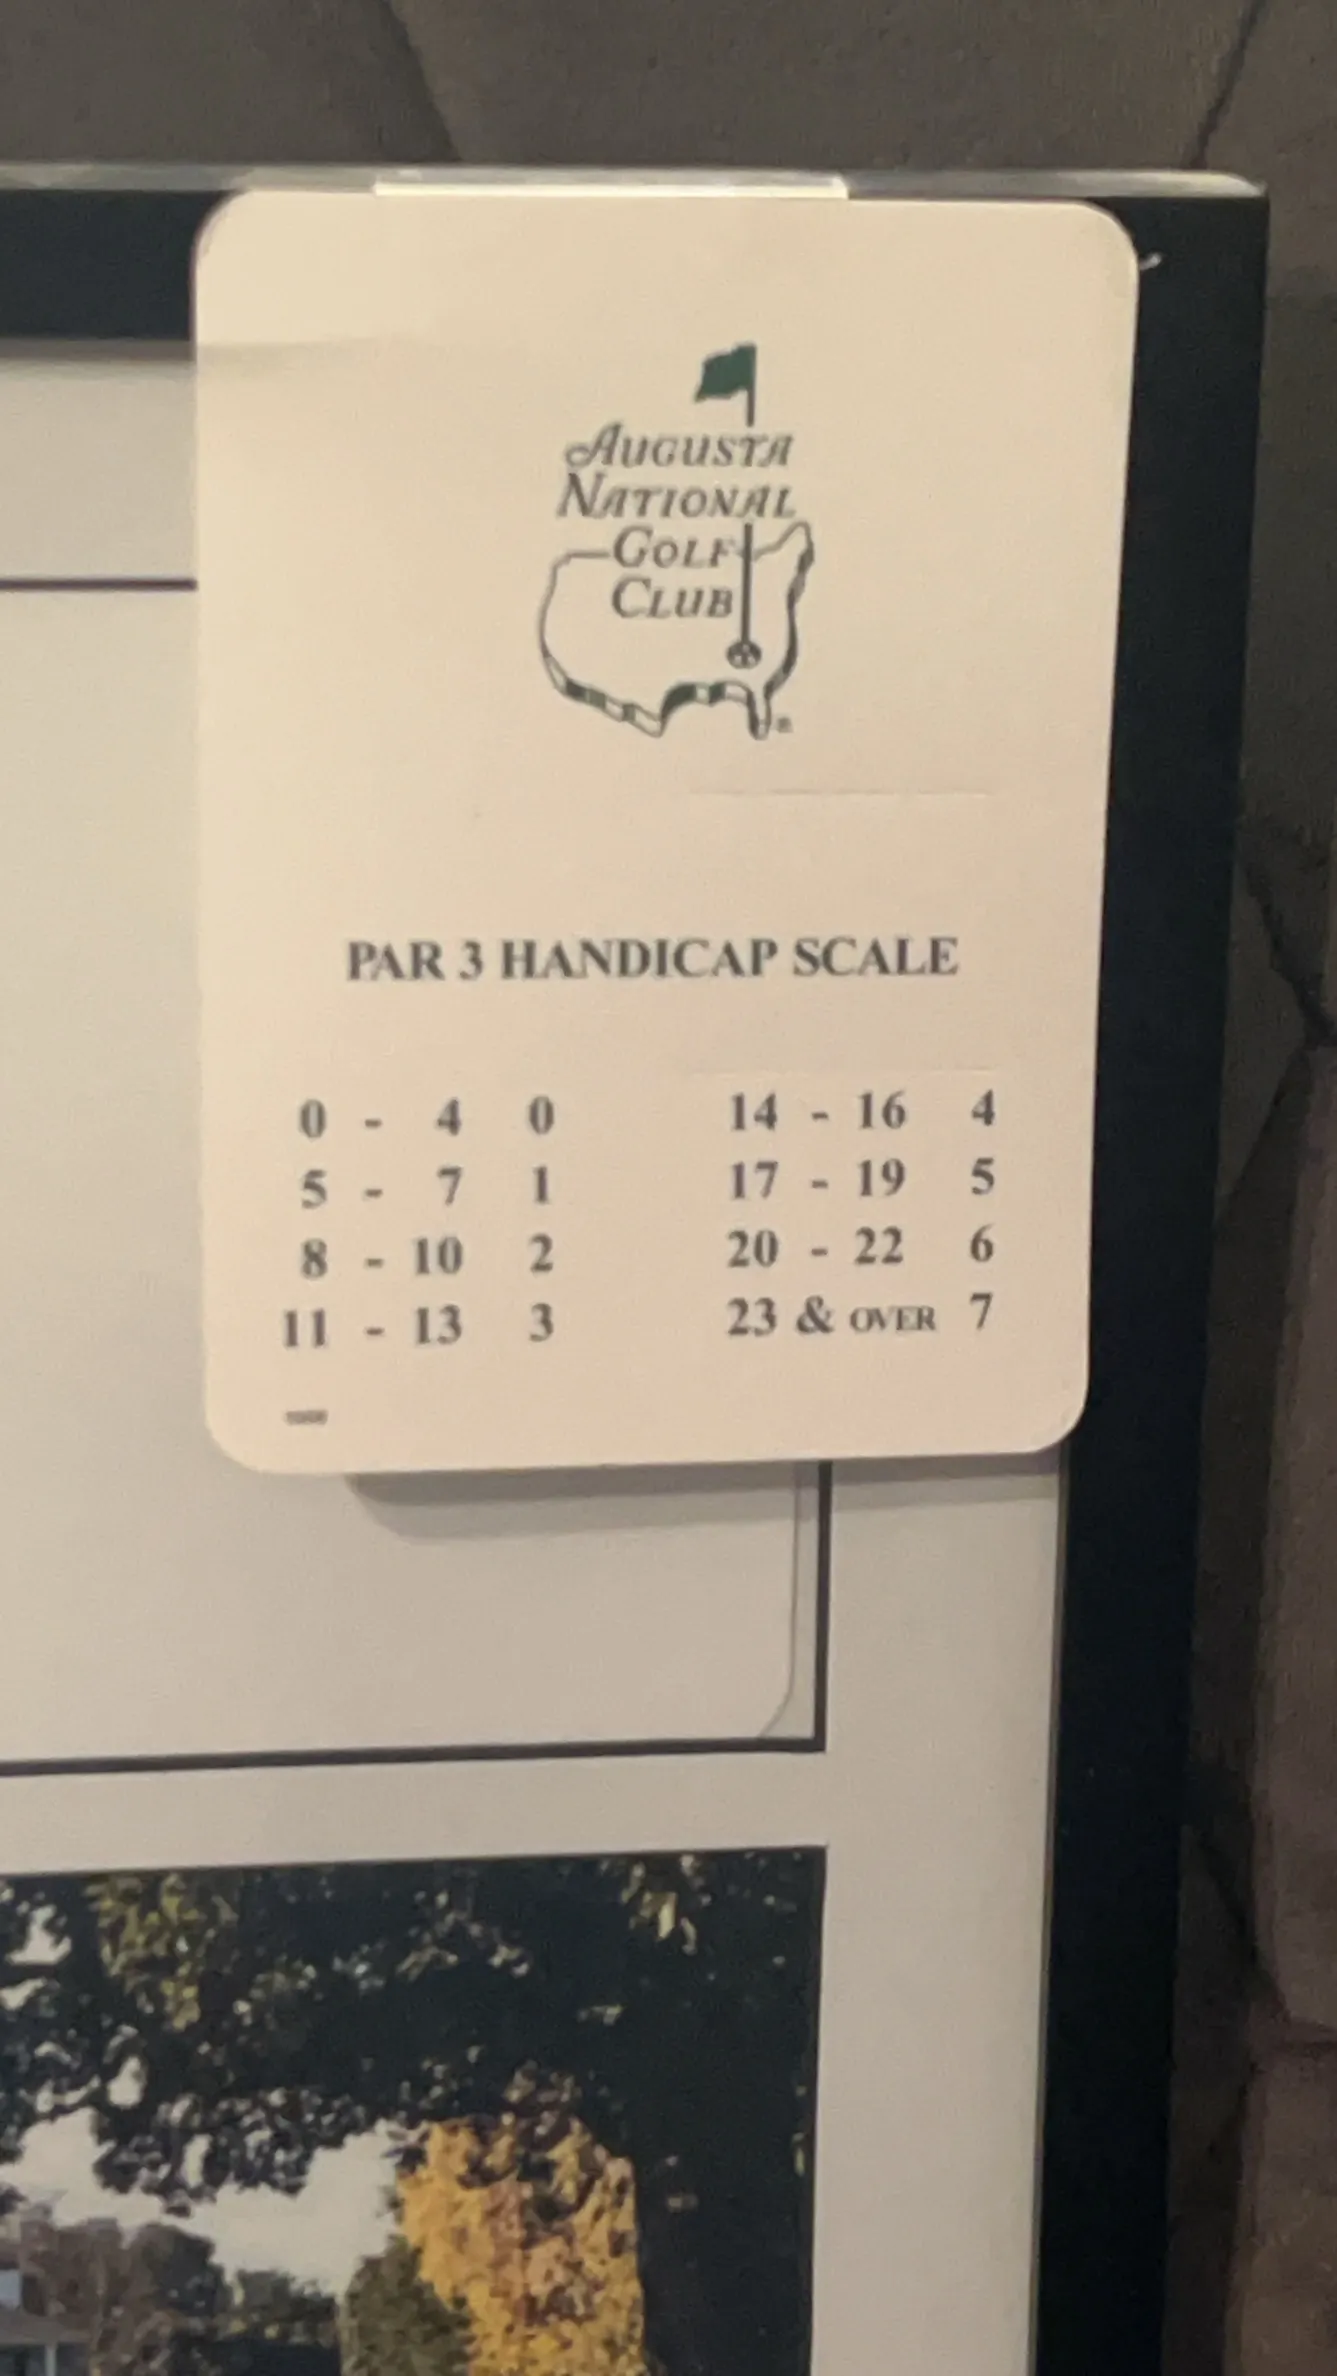 AUGUSTA
NATIONAL
GOLF
CLUB
®
PAR 3 HANDICAP SCALE
0 - 4 0
5 - 7 1
8 - 10 2
11 - 13 3
14 - 16 4
17 - 19 5
20 - 22 6
23 & OVER 7